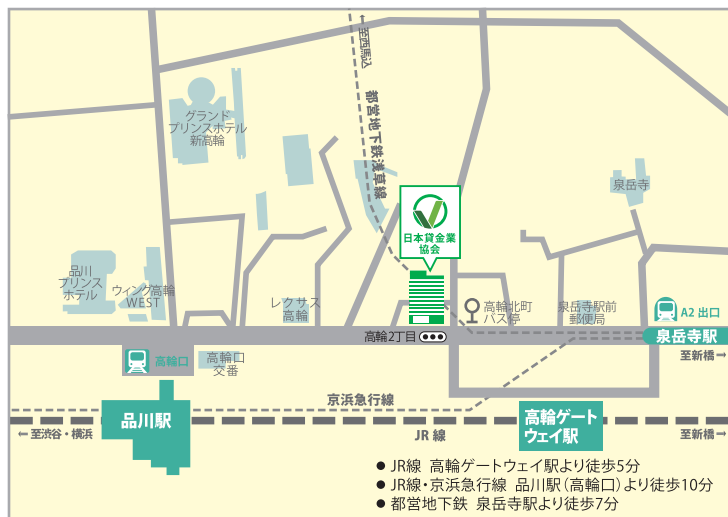 ←至西馬込
都営地下鉄浅草線
グランド
プリンスホテル
新高輪
泉岳寺
日本貸金業
協会
品川
プリンス
ホテル
ウィング高輪
WEST
レクサス
高輪
高輪北町
バス停
泉岳寺駅前
郵便局
A2 出口
高輪2丁目
泉岳寺駅
至新橋→
高輪口
高輪口
交番
京浜急行線
品川駅
高輪ゲート
ウェイ駅
←至渋谷・横浜
JR 線
至新橋→
● JR線 高輪ゲートウェイ駅より徒歩5分
● JR線・京浜急行線 品川駅（高輪口）より徒歩10分
● 都営地下鉄 泉岳寺駅より徒歩7分